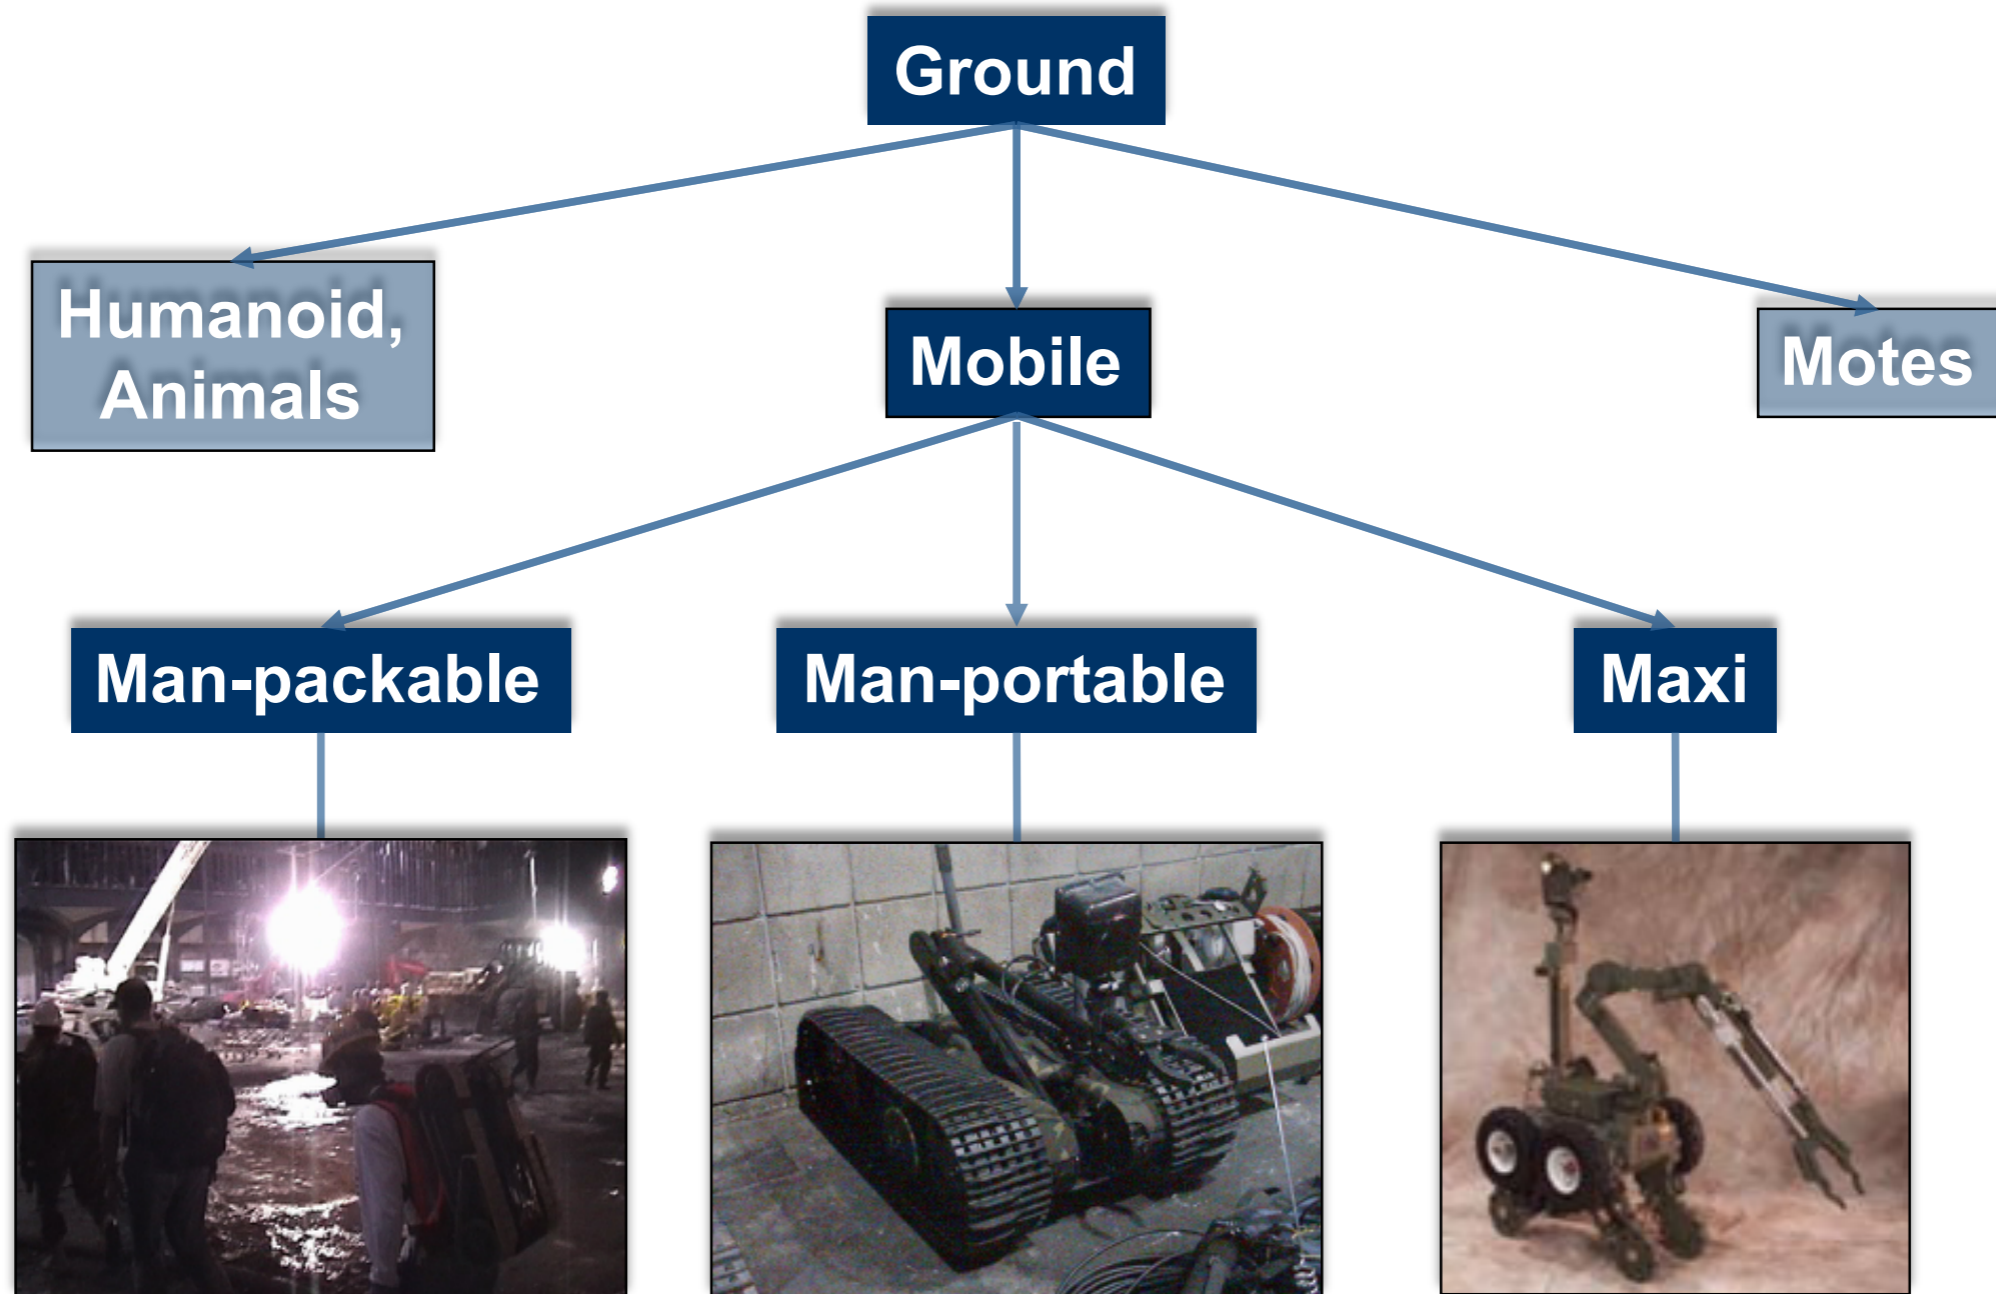 Ground
Humanoid,
Animals
Mobile
Motes
Man-packable
Man-portable
Maxi